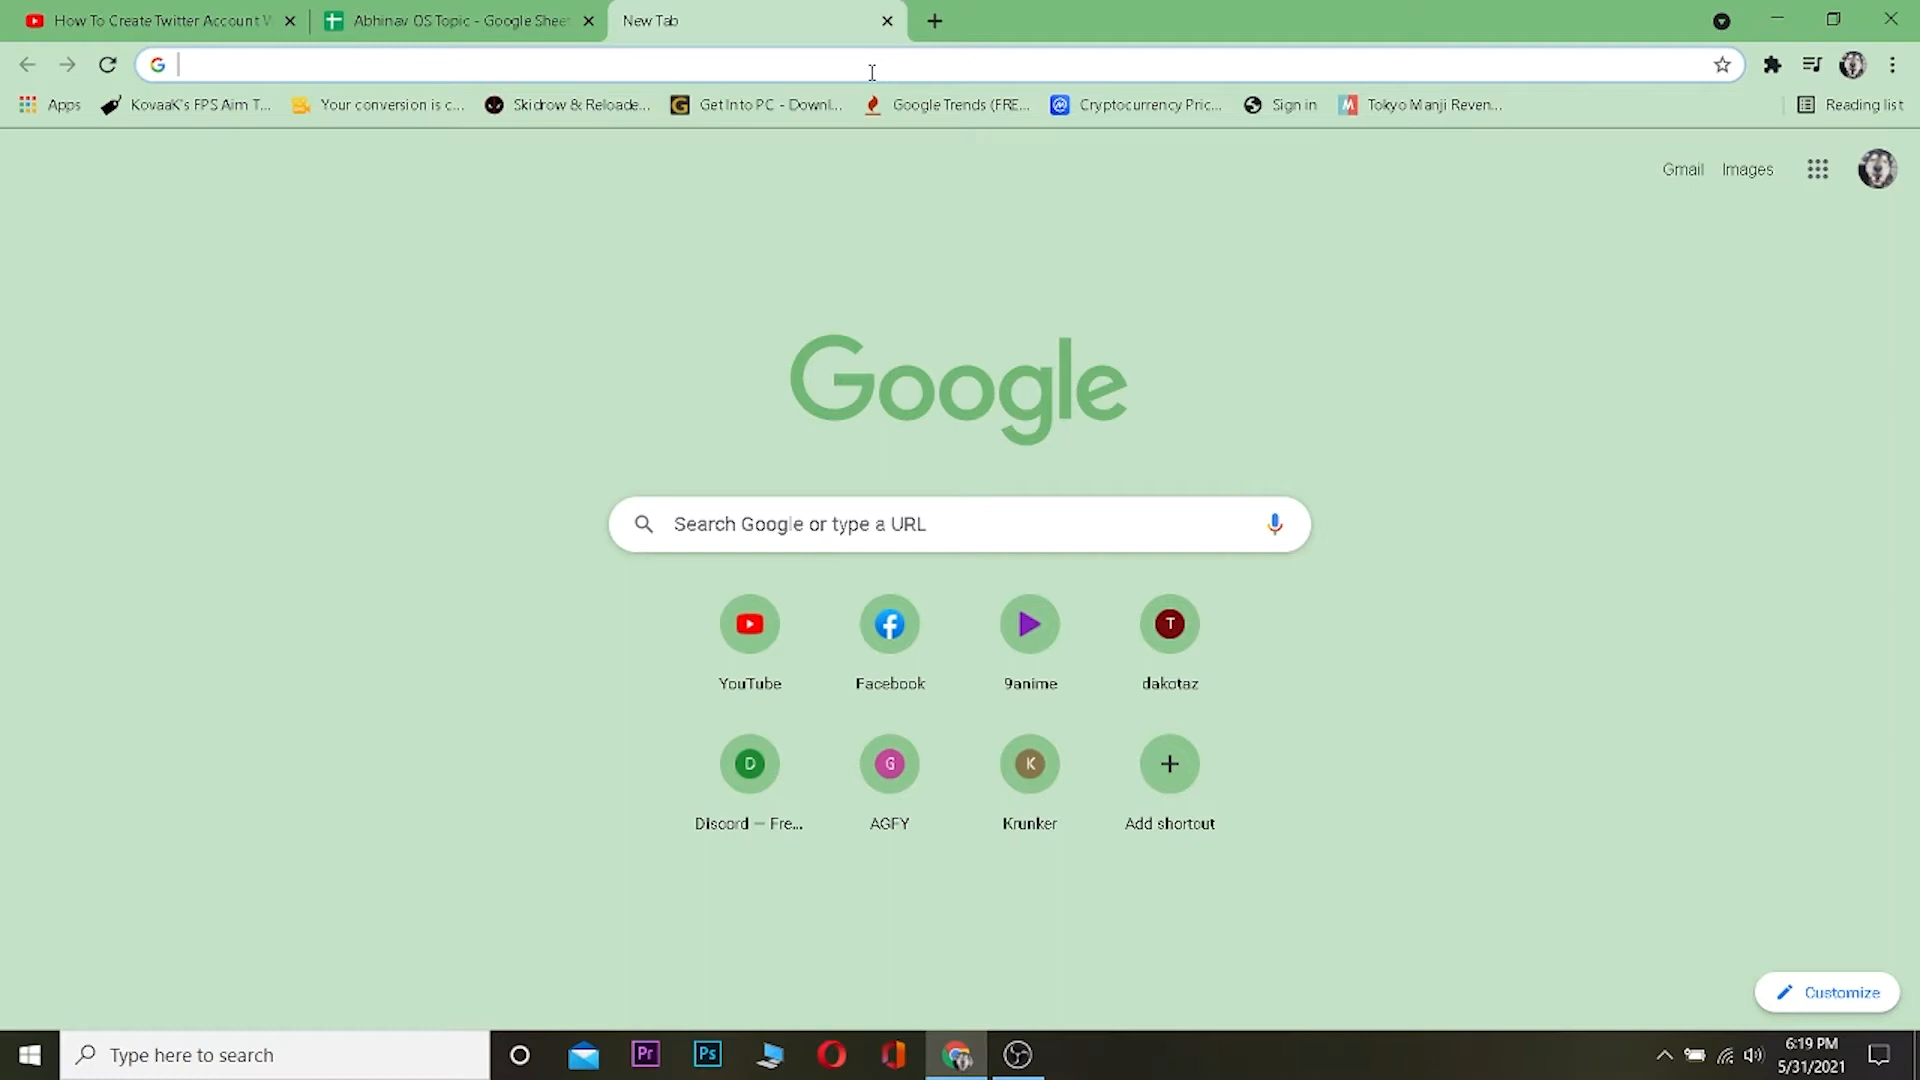 How To Create Twitter Account V
Abhinav OS Topic - Google Sheet
New Tab
Apps
KovaaK's FPS Aim T...
Your conversion is c...
Skidrow & Reloade...
Get Into PC - Downl...
Google Trends (FRE...
Cryptocurrency Pric...
Sign in
Tokyo Manji Reven...
Reading list
Gmail
Images
Google
Search Google or type a URL
YouTube
Facebook
9anime
T
dakotaz
D
Discord – Fre...
G
AGFY
K
Krunker
Add shortcut
Customize
Type here to search
Pr
Ps
6:19 PM
5/31/2021